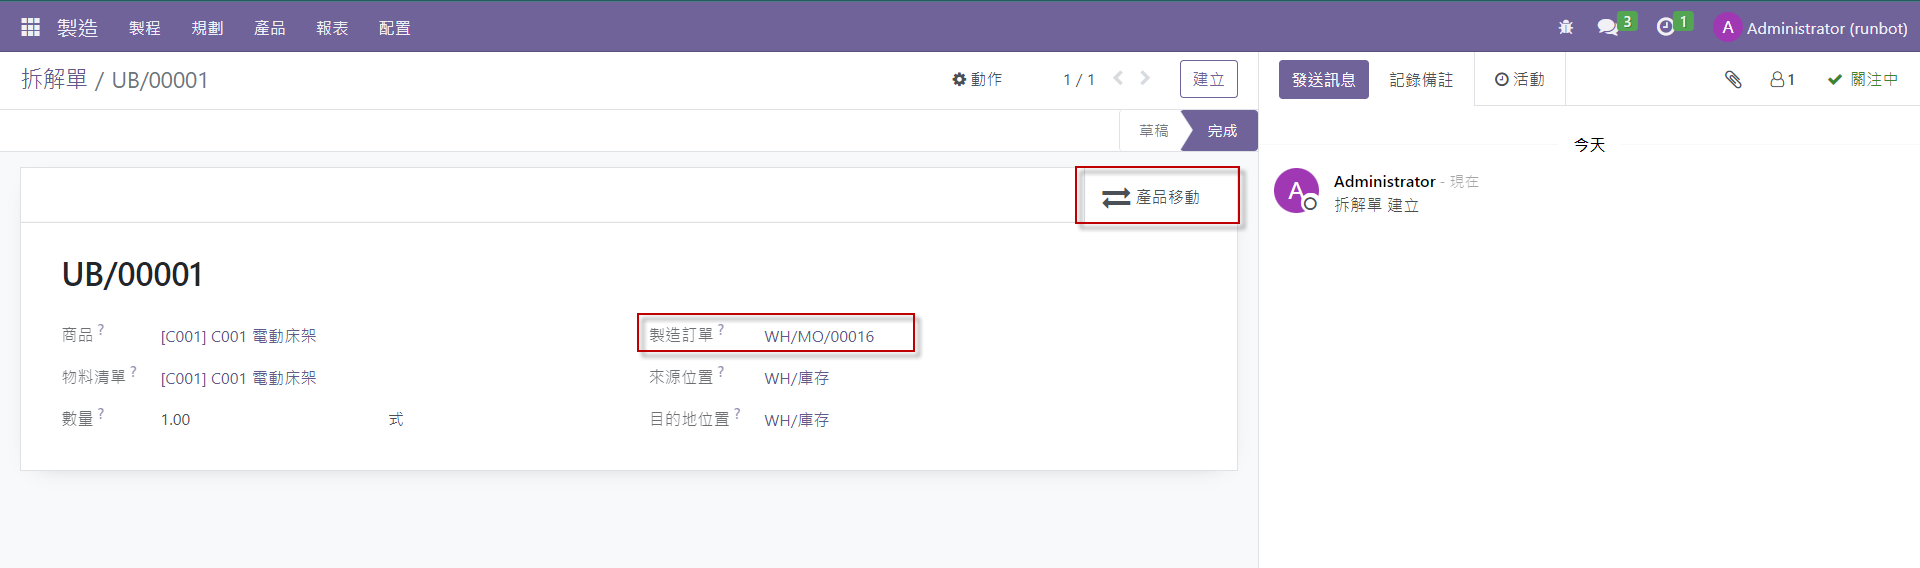 製造 製程 規劃 產品 報表 配置 3 1 A Administrator (runbot)
拆解單 / UB/00001 動作 1 / 1 建立
草稿 完成
產品移動
UB/00001
商品 ? [C001] C001 電動床架 製造訂單 ? WH/MO/00016
物料清單 ? [C001] C001 電動床架 來源位置 ? WH/庫存
數量 ? 1.00 式 目的地位置 ? WH/庫存
發送訊息 記錄備註 活動 1 關注中
今天
A Administrator - 現在
拆解單 建立